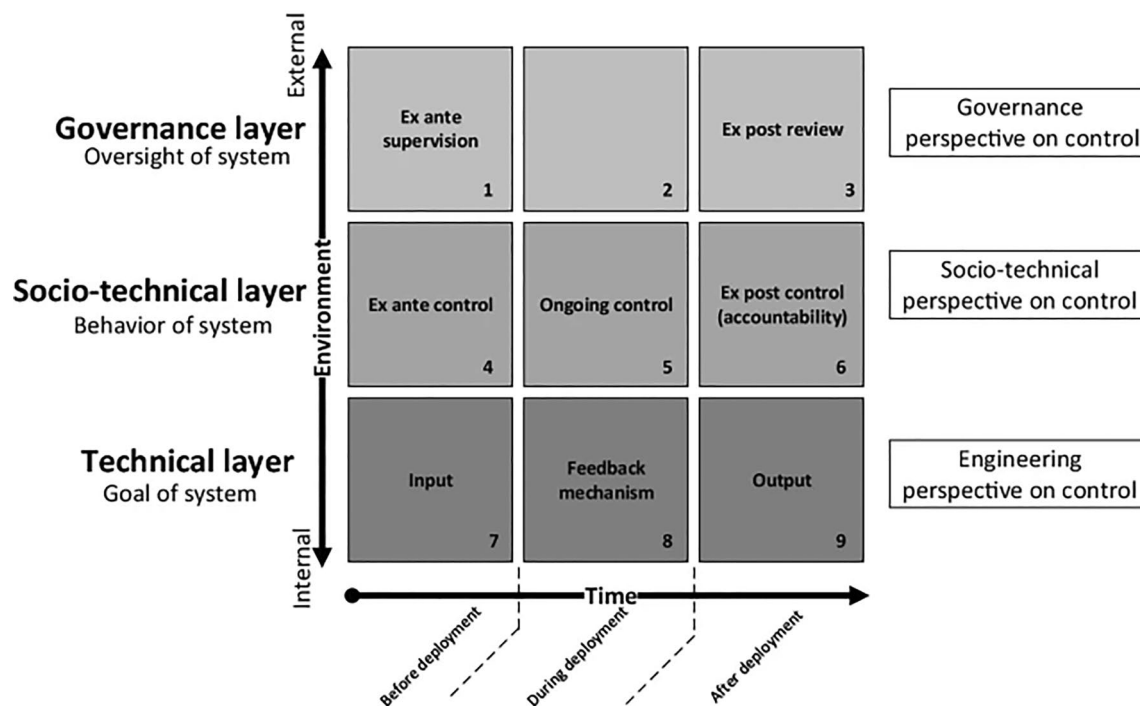 External
Governance layer
Oversight of system
Ex ante
supervision
1
2
Ex post review
3
Governance
perspective on control
Environment
Socio-technical layer
Behavior of system
Ex ante control
4
Ongoing control
5
Ex post control
(accountability)
6
Socio-technical
perspective on control
Technical layer
Goal of system
Input
7
Feedback
mechanism
8
Output
9
Engineering
perspective on control
Internal
Time
Before deployment
During deployment
After deployment